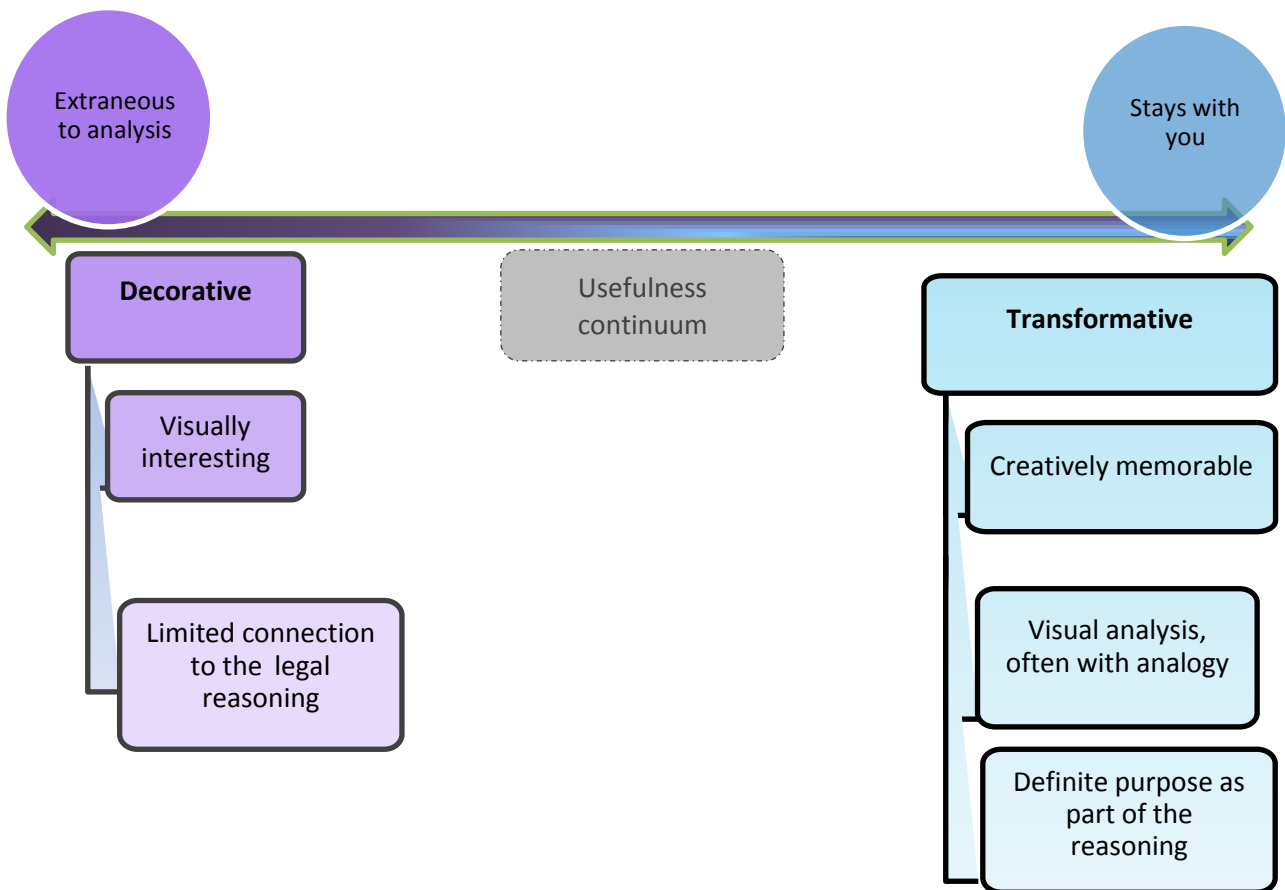 Extraneous
to analysis
Stays with
you
Decorative
Usefulness
continuum
Transformative
Visually
interesting
Creatively memorable
Limited connection
to the  legal
reasoning
Visual analysis,
often with analogy
Definite purpose as
part of the
reasoning